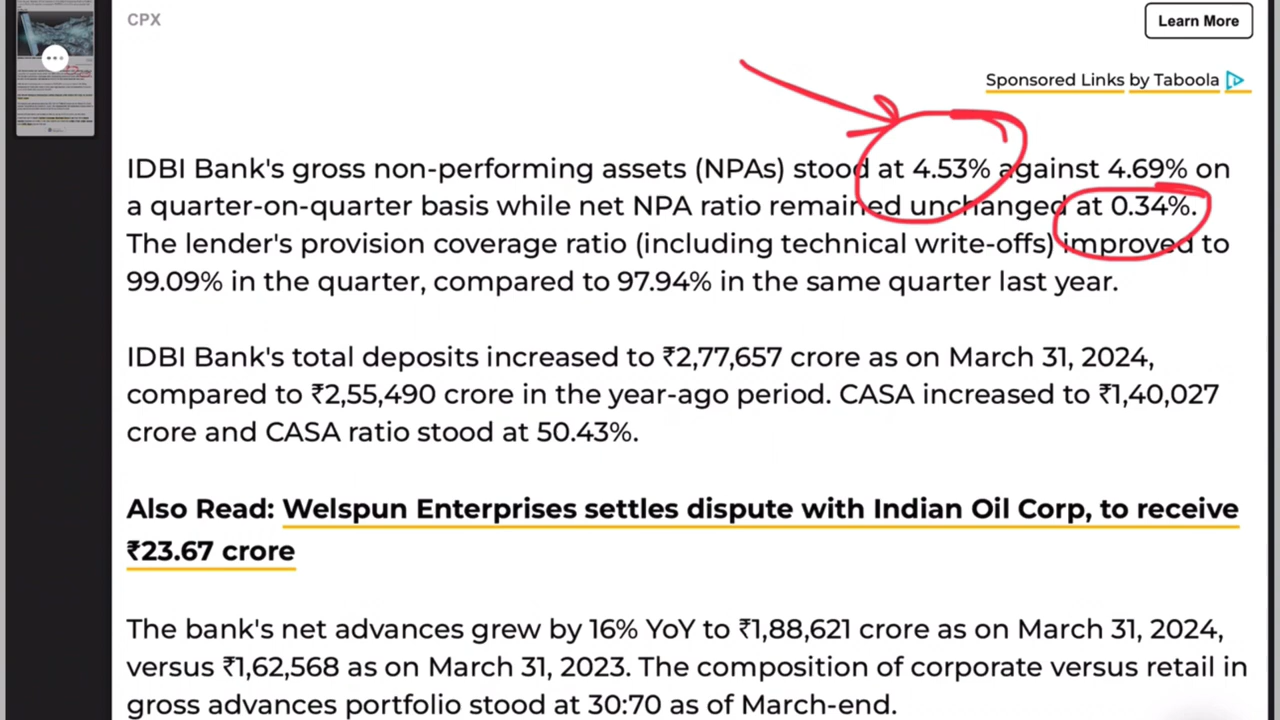 CPX
Learn More
Sponsored Links by Taboola
IDBI Bank's gross non-performing assets (NPAs) stood at 4.53% against 4.69% on
a quarter-on-quarter basis while net NPA ratio remained unchanged at 0.34%.
The lender's provision coverage ratio (including technical write-offs) improved to
99.09% in the quarter, compared to 97.94% in the same quarter last year.
IDBI Bank's total deposits increased to ₹2,77,657 crore as on March 31, 2024,
compared to ₹2,55,490 crore in the year-ago period. CASA increased to ₹1,40,027
crore and CASA ratio stood at 50.43%.
Also Read: Welspun Enterprises settles dispute with Indian Oil Corp, to receive
₹23.67 crore
The bank's net advances grew by 16% YoY to ₹1,88,621 crore as on March 31, 2024,
versus ₹1,62,568 as on March 31, 2023. The composition of corporate versus retail in
gross advances portfolio stood at 30:70 as of March-end.